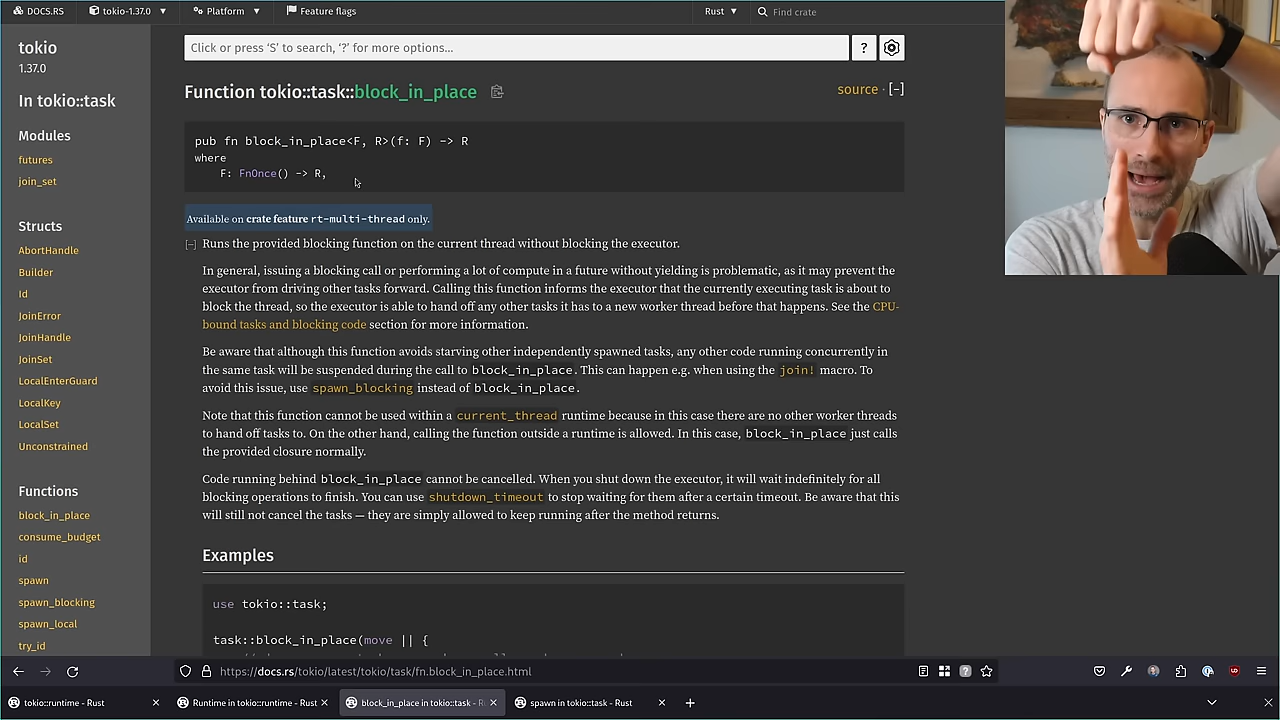 DOCS.RS
tokio-1.37.0
Platform
Feature flags
Rust
Find crate
tokio
1.37.0
In tokio::task
Modules
futures
join_set
Structs
AbortHandle
Builder
Id
JoinError
JoinHandle
JoinSet
LocalEnterGuard
LocalKey
LocalSet
Unconstrained
Functions
block_in_place
consume_budget
id
spawn
spawn_blocking
spawn_local
try_id
Click or press ‘S’ to search, ‘?’ for more options…
?
Function tokio::task::block_in_place
source · [-]
pub fn block_in_place<F, R>(f: F) -> R
where
F: FnOnce() -> R,
Available on crate feature rt-multi-thread only.
[-] Runs the provided blocking function on the current thread without blocking the executor.
In general, issuing a blocking call or performing a lot of compute in a future without yielding is problematic, as it may prevent the
executor from driving other tasks forward. Calling this function informs the executor that the currently executing task is about to
block the thread, so the executor is able to hand off any other tasks it has to a new worker thread before that happens. See the CPU-
bound tasks and blocking code section for more information.
Be aware that although this function avoids starving other independently spawned tasks, any other code running concurrently in
the same task will be suspended during the call to block_in_place. This can happen e.g. when using the join! macro. To
avoid this issue, use spawn_blocking instead of block_in_place.
Note that this function cannot be used within a current_thread runtime because in this case there are no other worker threads
to hand off tasks to. On the other hand, calling the function outside a runtime is allowed. In this case, block_in_place just calls
the provided closure normally.
Code running behind block_in_place cannot be cancelled. When you shut down the executor, it will wait indefinitely for all
blocking operations to finish. You can use shutdown_timeout to stop waiting for them after a certain timeout. Be aware that this
will still not cancel the tasks — they are simply allowed to keep running after the method returns.
Examples
use tokio::task;
task::block_in_place(move || {
https://docs.rs/tokio/latest/tokio/task/fn.block_in_place.html
tokio::runtime - Rust
Runtime in tokio::runtime - Rust
block_in_place in tokio::task - R
spawn in tokio::task - Rust